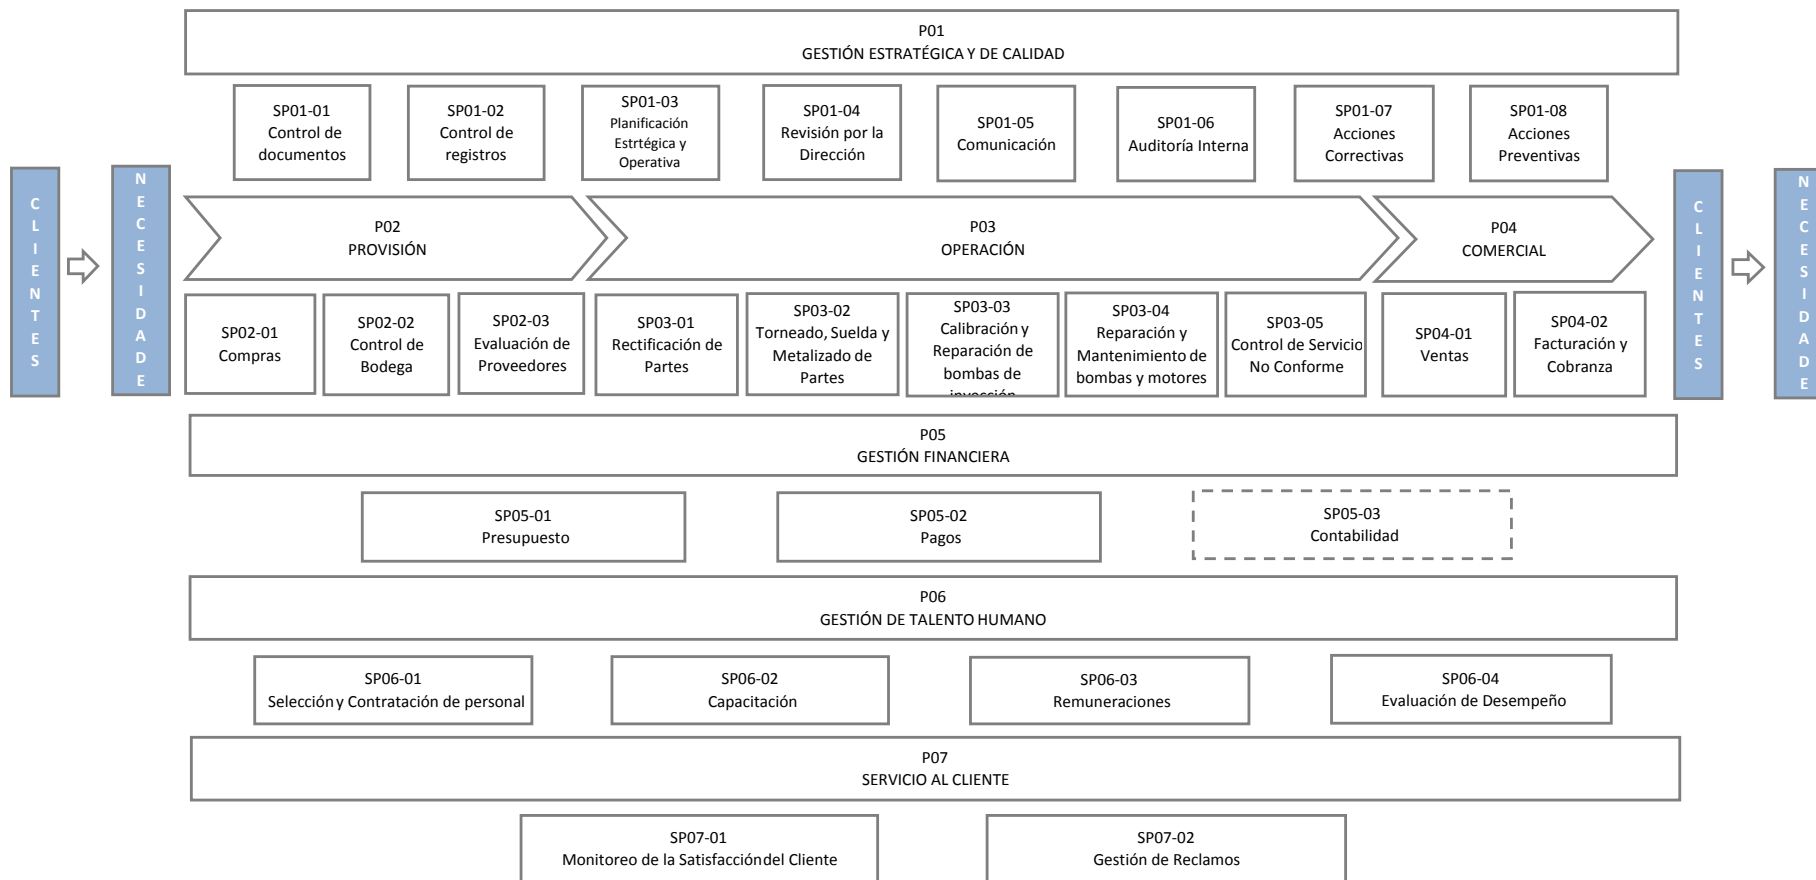 P01
GESTIÓN ESTRATÉGICA Y DE CALIDAD
SP01-01
Control de
documentos
SP01-02
Control de
registros
SP01-03
Planificación
Estrtégica y
Operativa
SP01-04
Revisión por la
Dirección
SP01-05
Comunicación
SP01-06
Auditoría Interna
SP01-07
Acciones
Correctivas
SP01-08
Acciones
Preventivas
CLIENTES
NECESIDADE
P02
PROVISIÓN
P03
OPERACIÓN
P04
COMERCIAL
CLIENTES
NECESIDADE
SP02-01
Compras
SP02-02
Control de
Bodega
SP02-03
Evaluación de
Proveedores
SP03-01
Rectificación de
Partes
SP03-02
Torneado, Suelda y
Metalizado de
Partes
SP03-03
Calibración y
Reparación de
bombas de
inyección
SP03-04
Reparación y
Mantenimiento de
bombas y motores
SP03-05
Control de Servicio
No Conforme
SP04-01
Ventas
SP04-02
Facturación y
Cobranza
P05
GESTIÓN FINANCIERA
SP05-01
Presupuesto
SP05-02
Pagos
SP05-03
Contabilidad
P06
GESTIÓN DE TALENTO HUMANO
SP06-01
Selección y Contratación de personal
SP06-02
Capacitación
SP06-03
Remuneraciones
SP06-04
Evaluación de Desempeño
P07
SERVICIO AL CLIENTE
SP07-01
Monitoreo de la Satisfacción del Cliente
SP07-02
Gestión de Reclamos